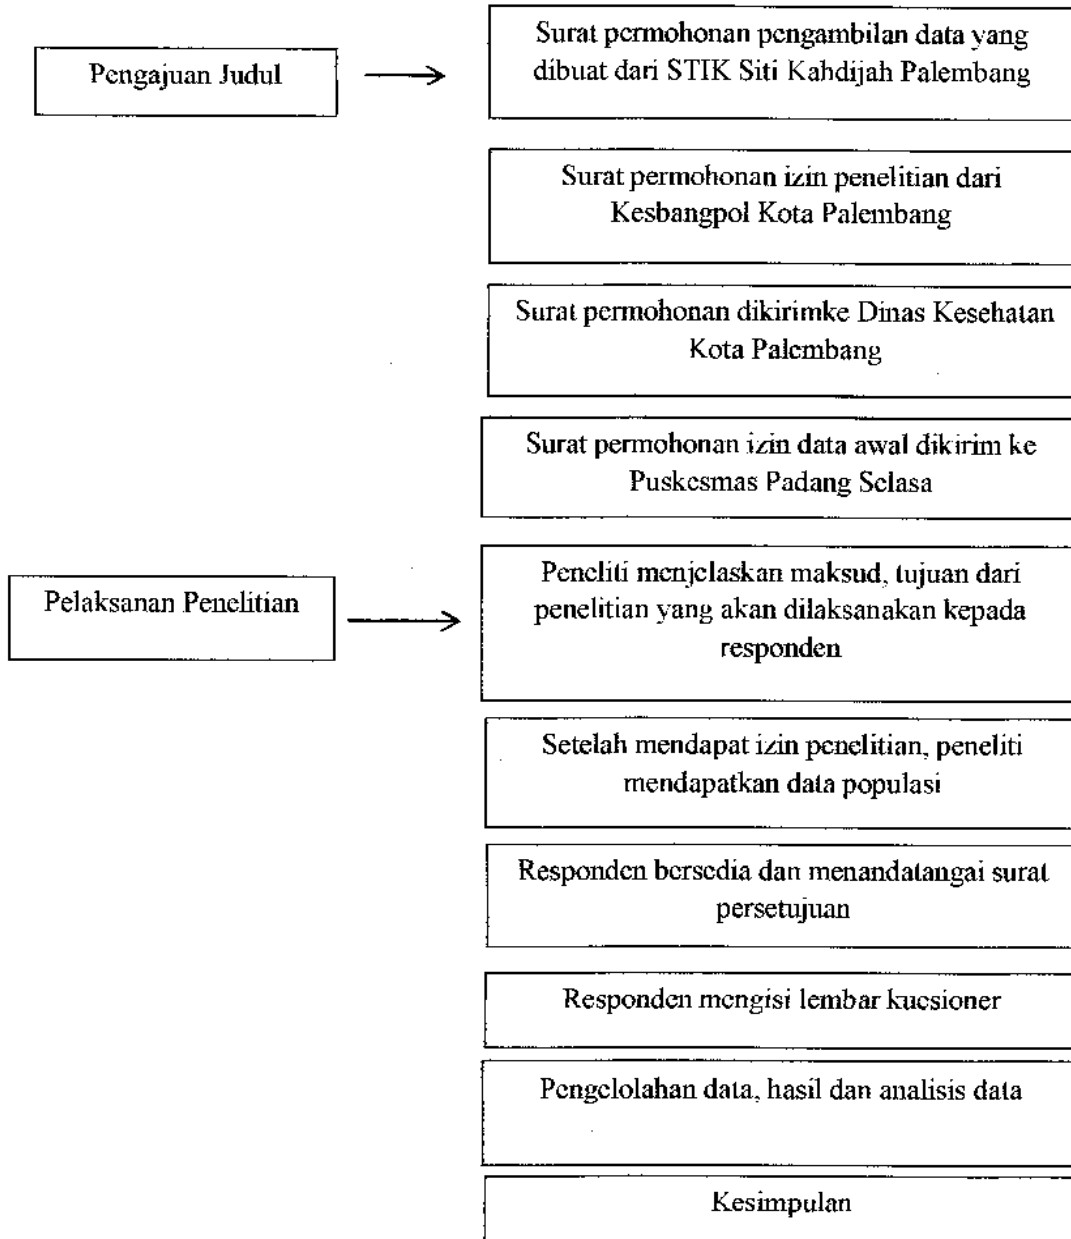 Pengajuan Judul
Surat permohonan pengambilan data yang
dibuat dari STIK Siti Kahdijah Palembang
Surat permohonan izin penelitian dari
Kesbangpol Kota Palembang
Surat permohonan dikirimke Dinas Kesehatan
Kota Palembang
Surat permohonan izin data awal dikirim ke
Puskesmas Padang Selasa
Pelaksanan Penelitian
Peneliti menjelaskan maksud, tujuan dari
penelitian yang akan dilaksanakan kepada
responden
Setelah mendapat izin penelitian, peneliti
mendapatkan data populasi
Responden bersedia dan menandatangai surat
persetujuan
Responden mengisi lembar kuesioner
Pengelolahan data, hasil dan analisis data
Kesimpulan